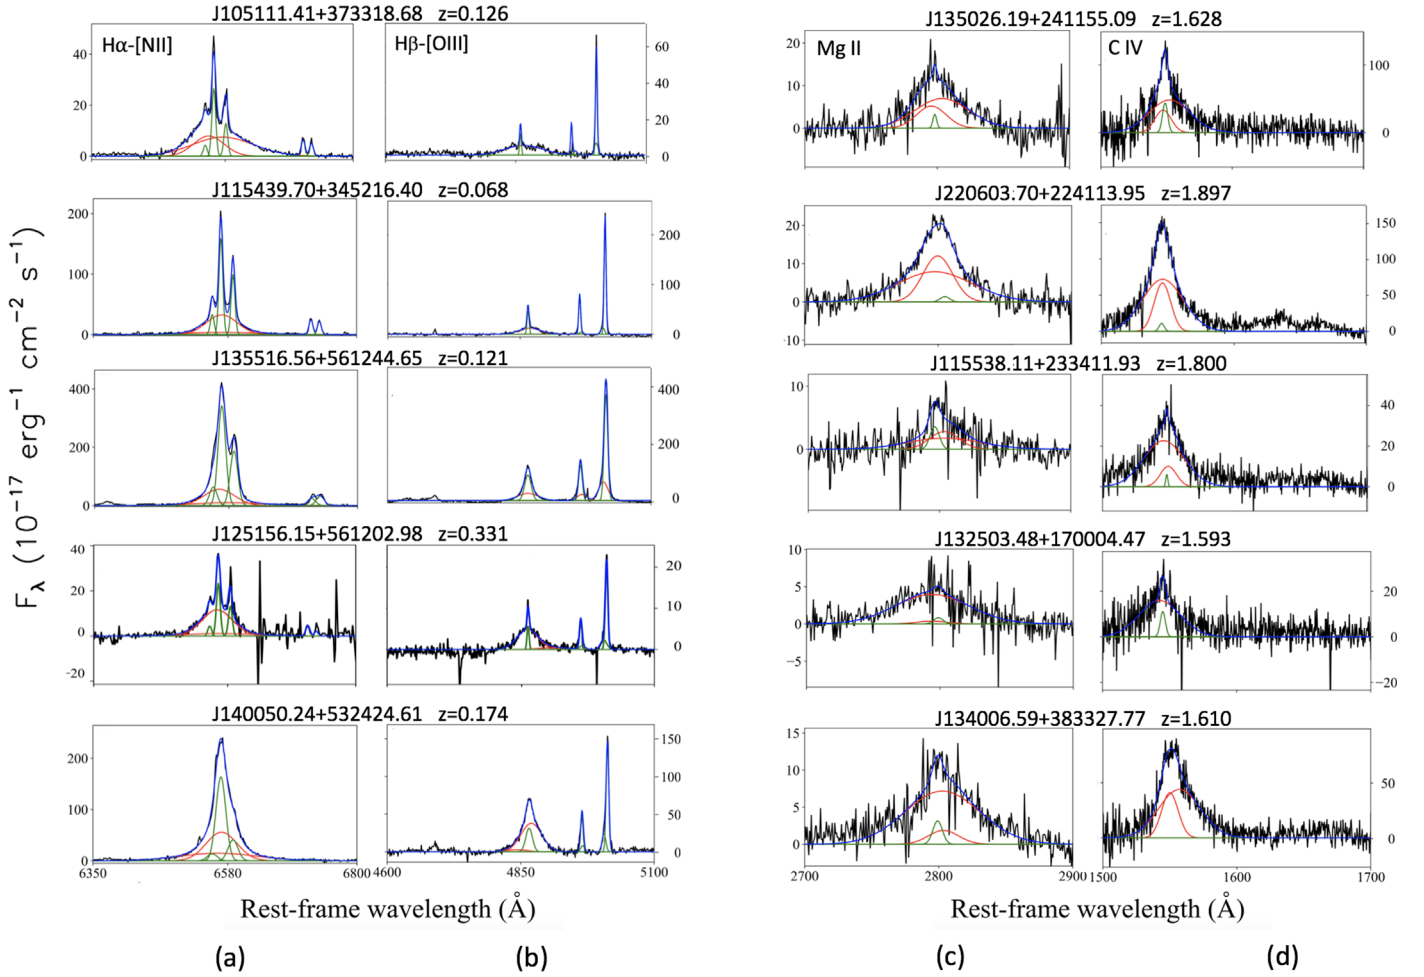 J105111.41+373318.68 z=0.126
Hα-[NII] Hβ-[OIII]
40 20 0
60 40 20 0
J115439.70+345216.40 z=0.068
200 100 0
200 100 0
J135516.56+561244.65 z=0.121
400 200 0
400 200 0
J125156.15+561202.98 z=0.331
40 20 0 -20
20 10 0
J140050.24+532424.61 z=0.174
200 100 0
150 100 50 0
6350 6580 6800 4600 4850 5100
Rest-frame wavelength (Å)
(a) (b)
Fλ (10⁻¹⁷ erg⁻¹ cm⁻² s⁻¹)
J135026.19+241155.09 z=1.628
Mg II C IV
20 10 0
100 0
J220603.70+224113.95 z=1.897
20 10 0 -10
150 100 50 0
J115538.11+233411.93 z=1.800
10 0
40 20 0
J132503.48+170004.47 z=1.593
10 5 0 −5
20 0 −20
J134006.59+383327.77 z=1.610
15 10 5 0
50 0
2700 2800 2900 1500 1600 1700
Rest-frame wavelength (Å)
(c) (d)